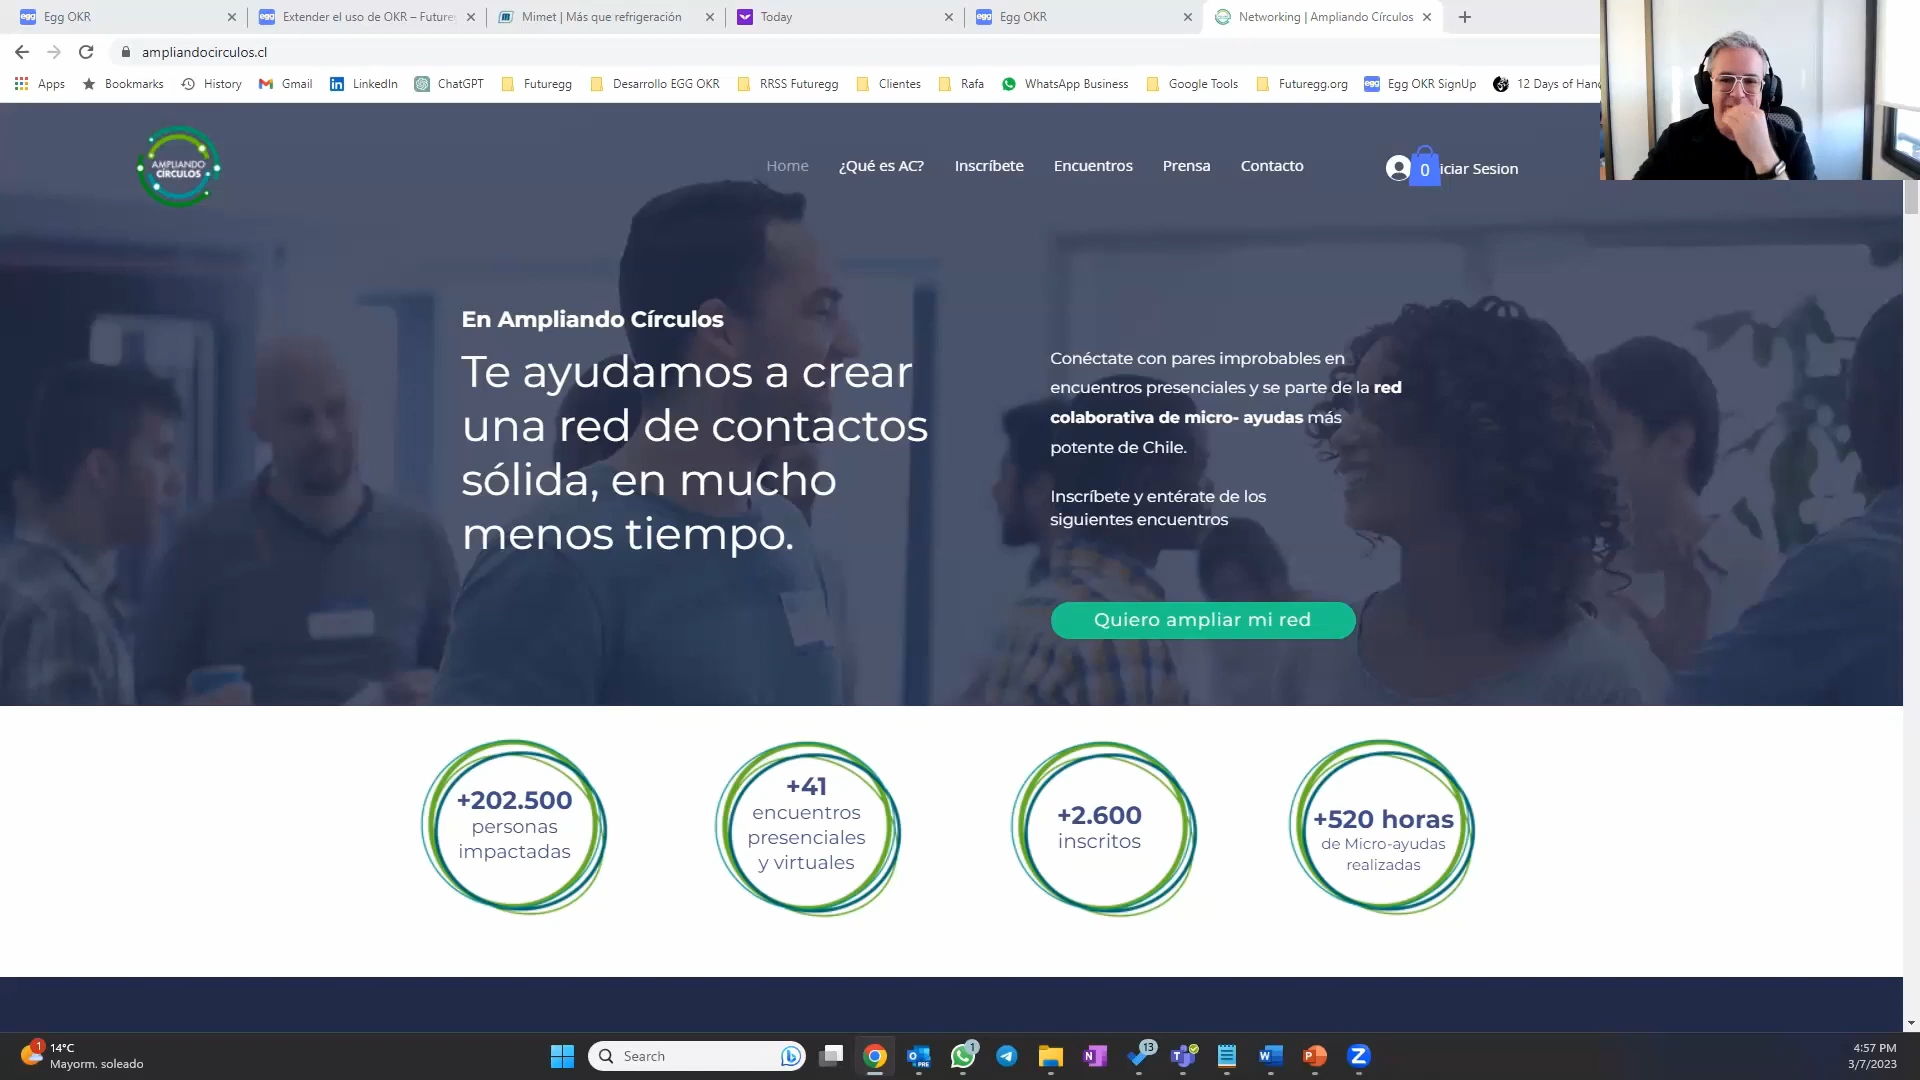 Egg OKR
Extender el uso de OKR – Future
Mimet | Más que refrigeración
Today
Egg OKR
Networking | Ampliando Círculos
ampliandocirculos.cl
Apps
Bookmarks
History
Gmail
LinkedIn
ChatGPT
Futuregg
Desarrollo EGG OKR
RRSS Futuregg
Clientes
Rafa
WhatsApp Business
Google Tools
Futuregg.org
Egg OKR SignUp
12 Days of Han
AMPLIANDO
CÍRCULOS
Home
¿Qué es AC?
Inscríbete
Encuentros
Prensa
Contacto
0
iciar Sesion
En Ampliando Círculos
Te ayudamos a crear
una red de contactos
sólida, en mucho
menos tiempo.
Conéctate con pares improbables en
encuentros presenciales y se parte de la red
colaborativa de micro- ayudas más
potente de Chile.
Inscríbete y entérate de los
siguientes encuentros
Quiero ampliar mi red
+202.500
personas
impactadas
+41
encuentros
presenciales
y virtuales
+2.600
inscritos
+520 horas
de Micro-ayudas
realizadas
1
14°C
Mayorm. soleado
Search
1
13
4:57 PM
3/7/2023